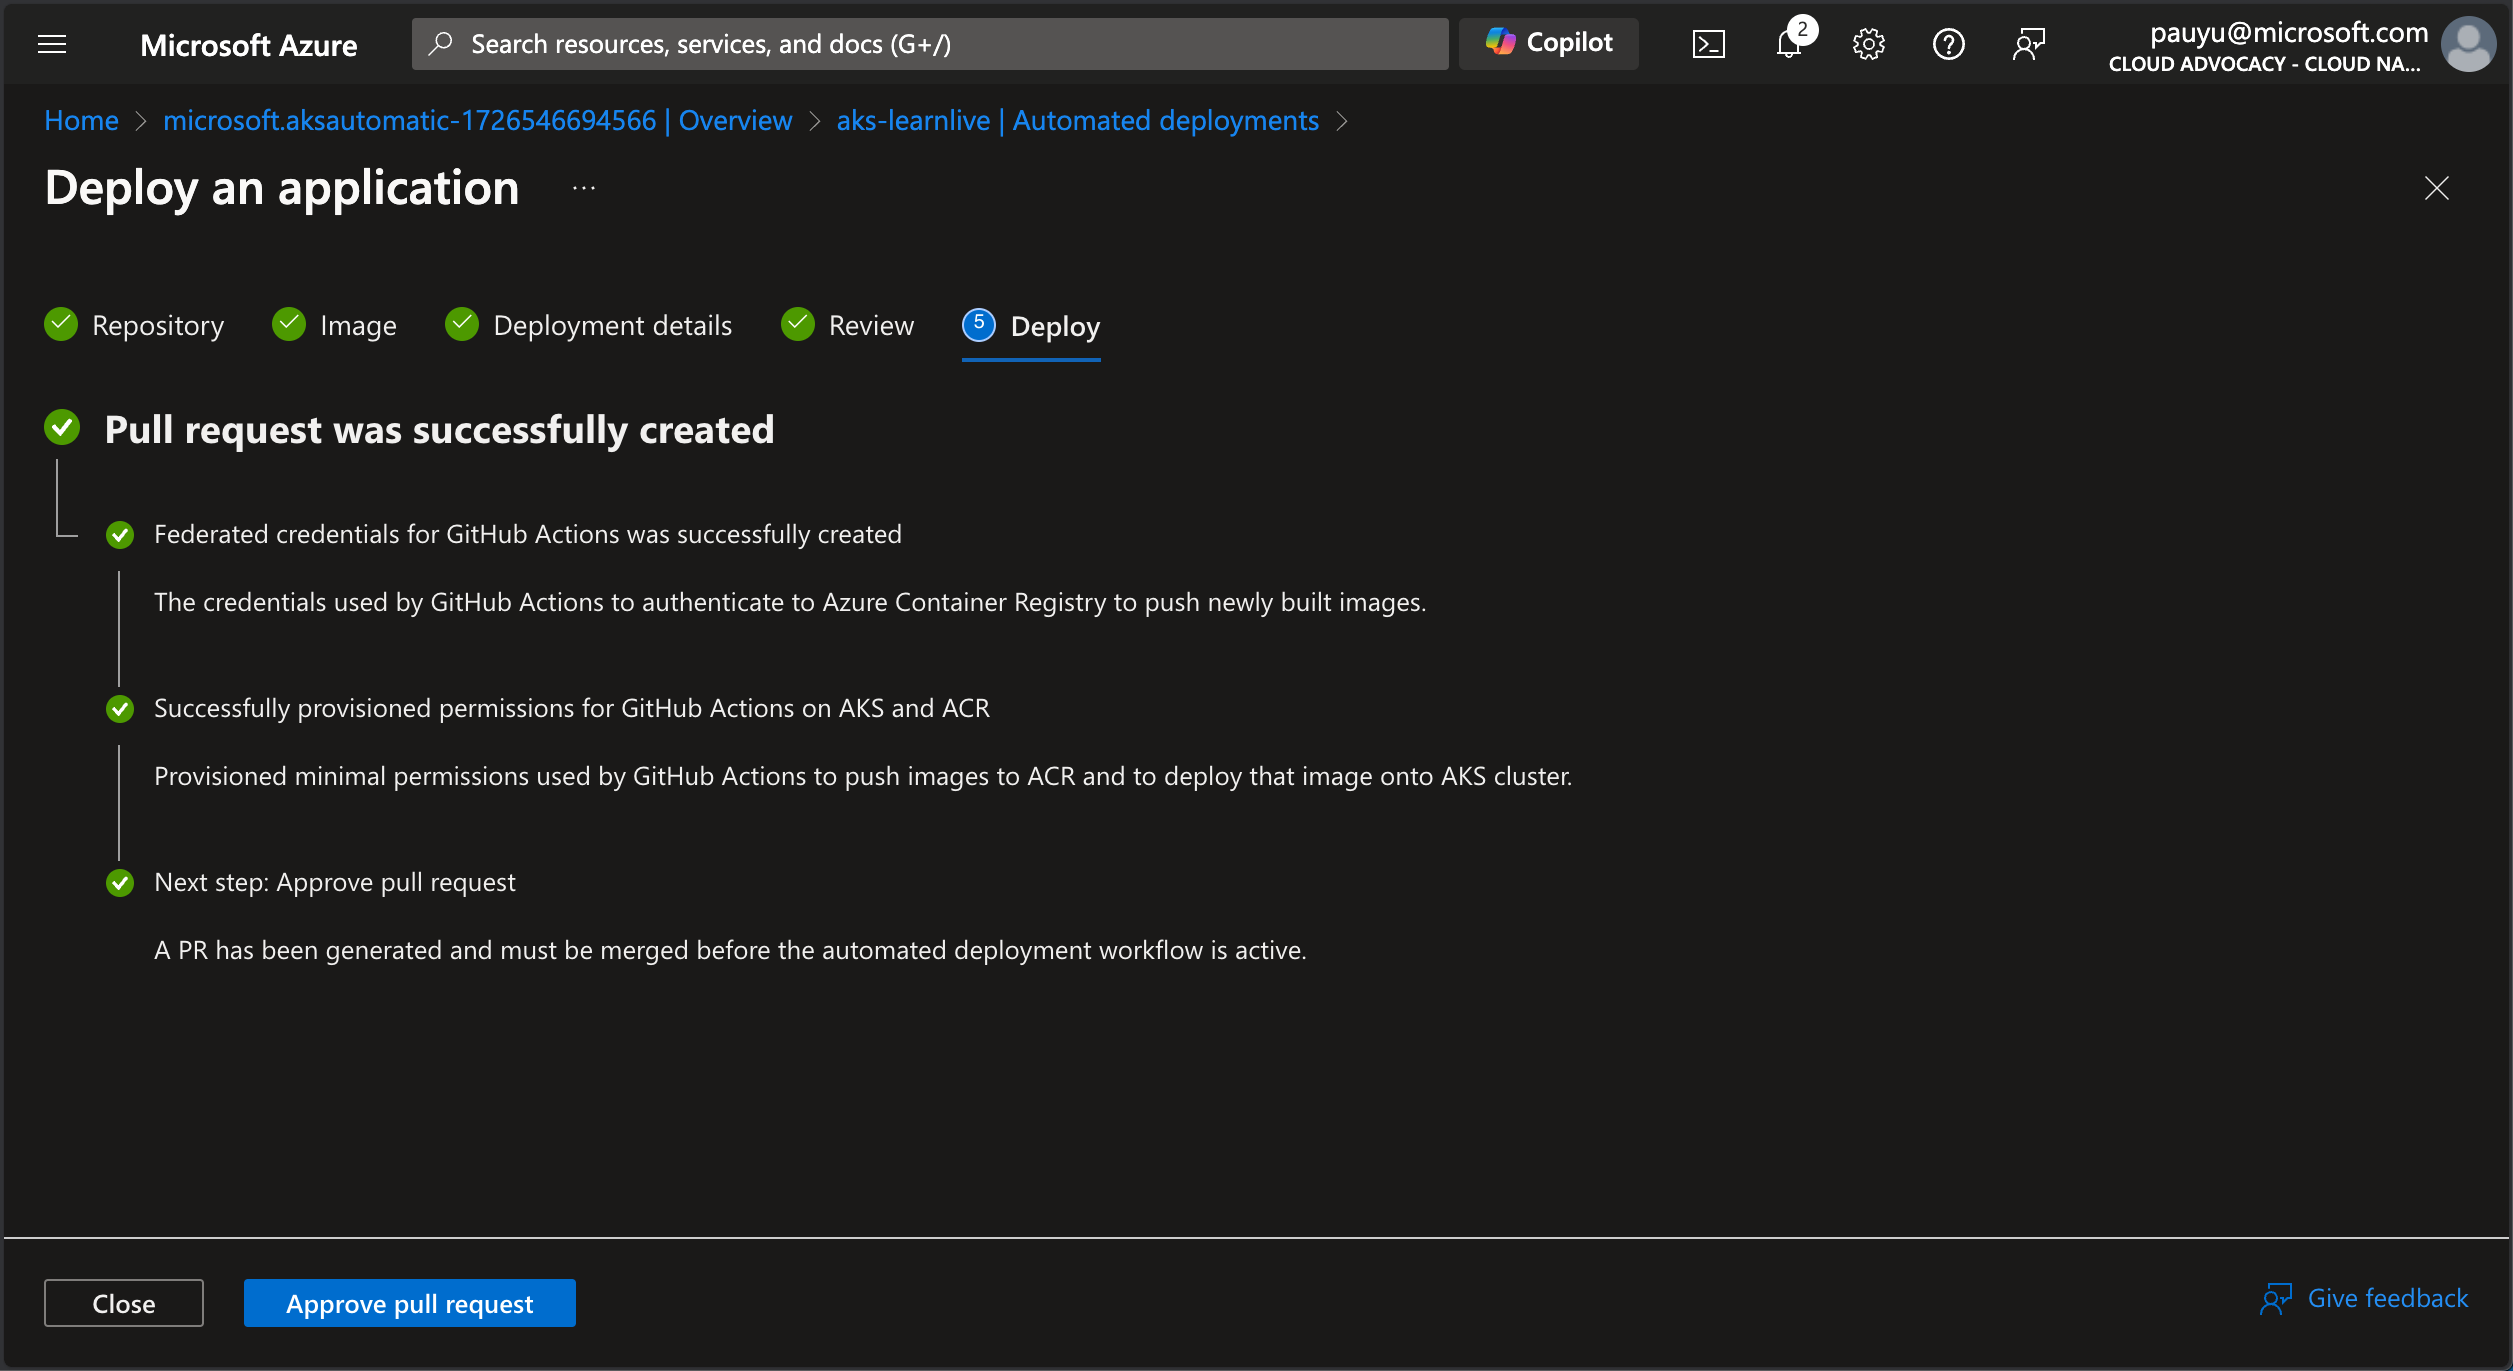 Microsoft Azure
Search resources, services, and docs (G+/)
Copilot
2
pauyu@microsoft.com
CLOUD ADVOCACY - CLOUD NA...
Home > microsoft.aksautomatic-1726546694566 | Overview > aks-learnlive | Automated deployments >
Deploy an application ...
Repository
Image
Deployment details
Review
5 Deploy
Pull request was successfully created
Federated credentials for GitHub Actions was successfully created
The credentials used by GitHub Actions to authenticate to Azure Container Registry to push newly built images.
Successfully provisioned permissions for GitHub Actions on AKS and ACR
Provisioned minimal permissions used by GitHub Actions to push images to ACR and to deploy that image onto AKS cluster.
Next step: Approve pull request
A PR has been generated and must be merged before the automated deployment workflow is active.
Close
Approve pull request
Give feedback